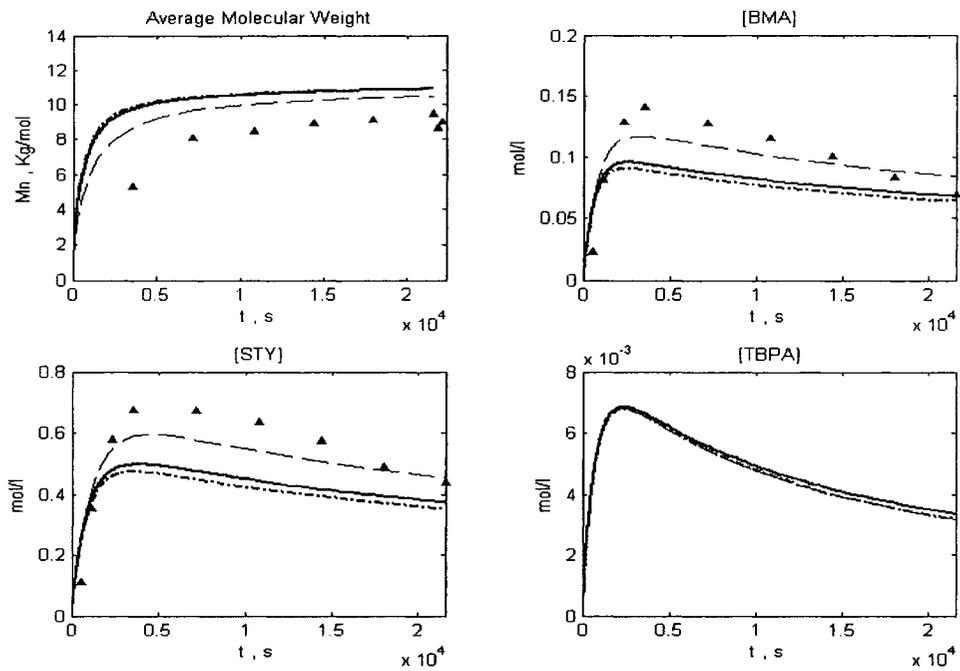 Average Molecular Weight
14
12
10
8
6
4
2
0
Mn , Kg/mol
0
0.5
1
1.5
2
t , s
x 10^4
[BMA]
0.2
0.15
0.1
0.05
0
mol/l
0
0.5
1
1.5
2
t , s
x 10^4
[STY]
0.8
0.6
0.4
0.2
0
mol/l
0
0.5
1
1.5
2
t , s
x 10^4
x 10^-3
[TBPA]
8
6
4
2
0
mol/l
0
0.5
1
1.5
2
t , s
x 10^4